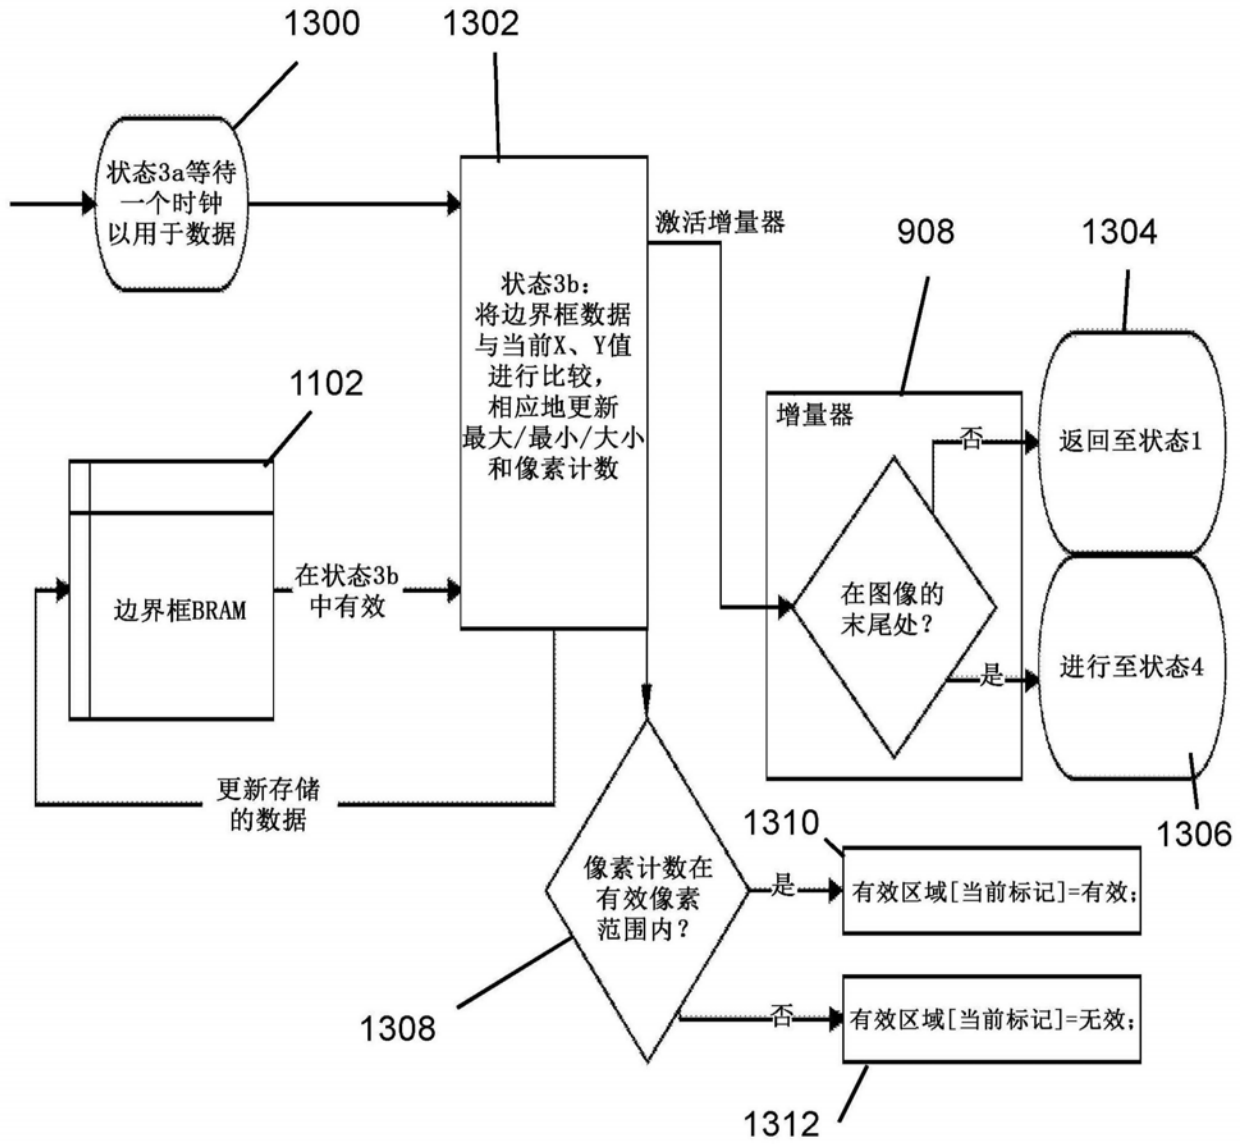 1300
1302
状态3a等待
一个时钟
以用于数据
激活增量器
908
1304
状态3b：
将边界框数据
与当前X、Y值
进行比较，
相应地更新
最大/最小/大小
和像素计数
1102
增量器
否
返回至状态1
在状态3b
中有效
边界框BRAM
在图像的
末尾处？
是
进行至状态4
更新存储
的数据
1310
1306
像素计数在
有效像素
范围内？
是
有效区域[当前标记]=有效；
1308
否
有效区域[当前标记]=无效；
1312